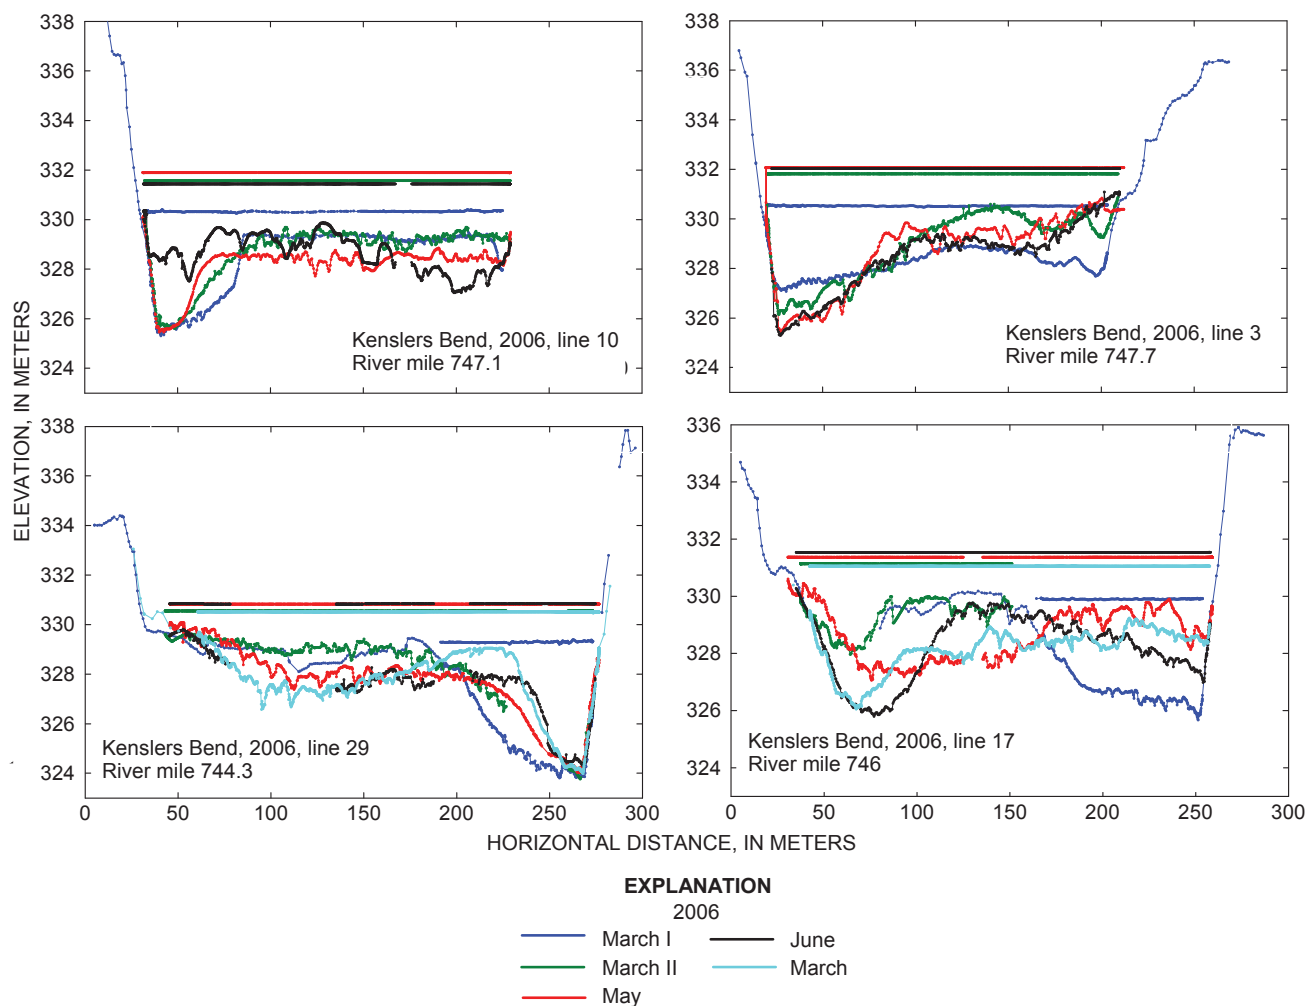 338
336
334
332
330
328
326
324
Kenslers Bend, 2006, line 10
River mile 747.1
)
338
336
334
332
330
328
326
324
Kenslers Bend, 2006, line 3
River mile 747.7
ELEVATION, IN METERS
338
336
334
332
330
328
326
324
Kenslers Bend, 2006, line 29
River mile 744.3
0 50 100 150 200 250 300
336
334
332
330
328
326
324
Kenslers Bend, 2006, line 17
River mile 746
0 50 100 150 200 250 300
HORIZONTAL DISTANCE, IN METERS
EXPLANATION
2006
March I
June
March II
March
May